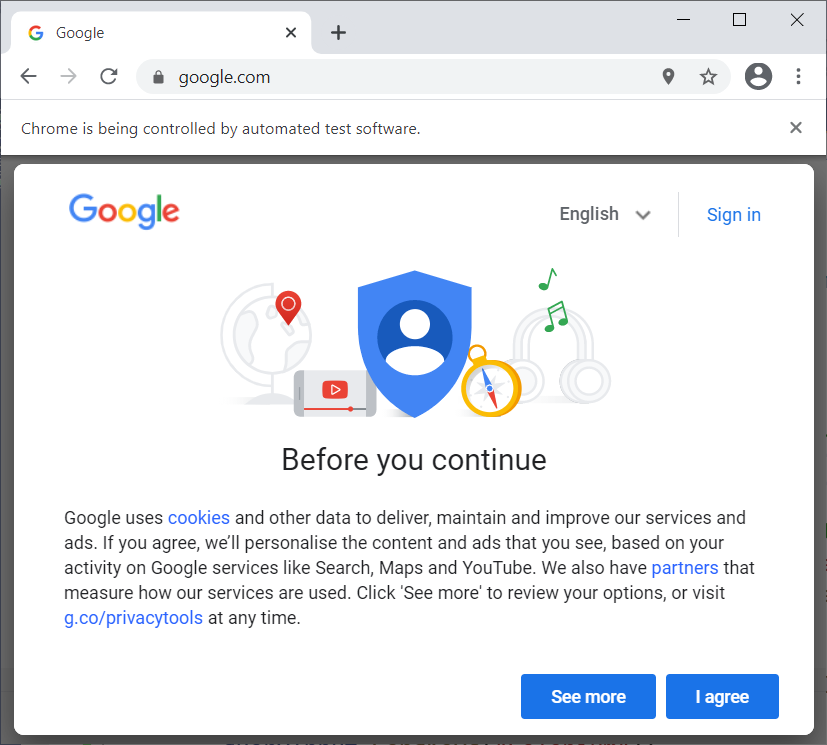 Google
google.com
Chrome is being controlled by automated test software.
Google
English
Sign in
Before you continue
Google uses cookies and other data to deliver, maintain and improve our services and
ads. If you agree, we’ll personalise the content and ads that you see, based on your
activity on Google services like Search, Maps and YouTube. We also have partners that
measure how our services are used. Click 'See more' to review your options, or visit
g.co/privacytools at any time.
See more
I agree